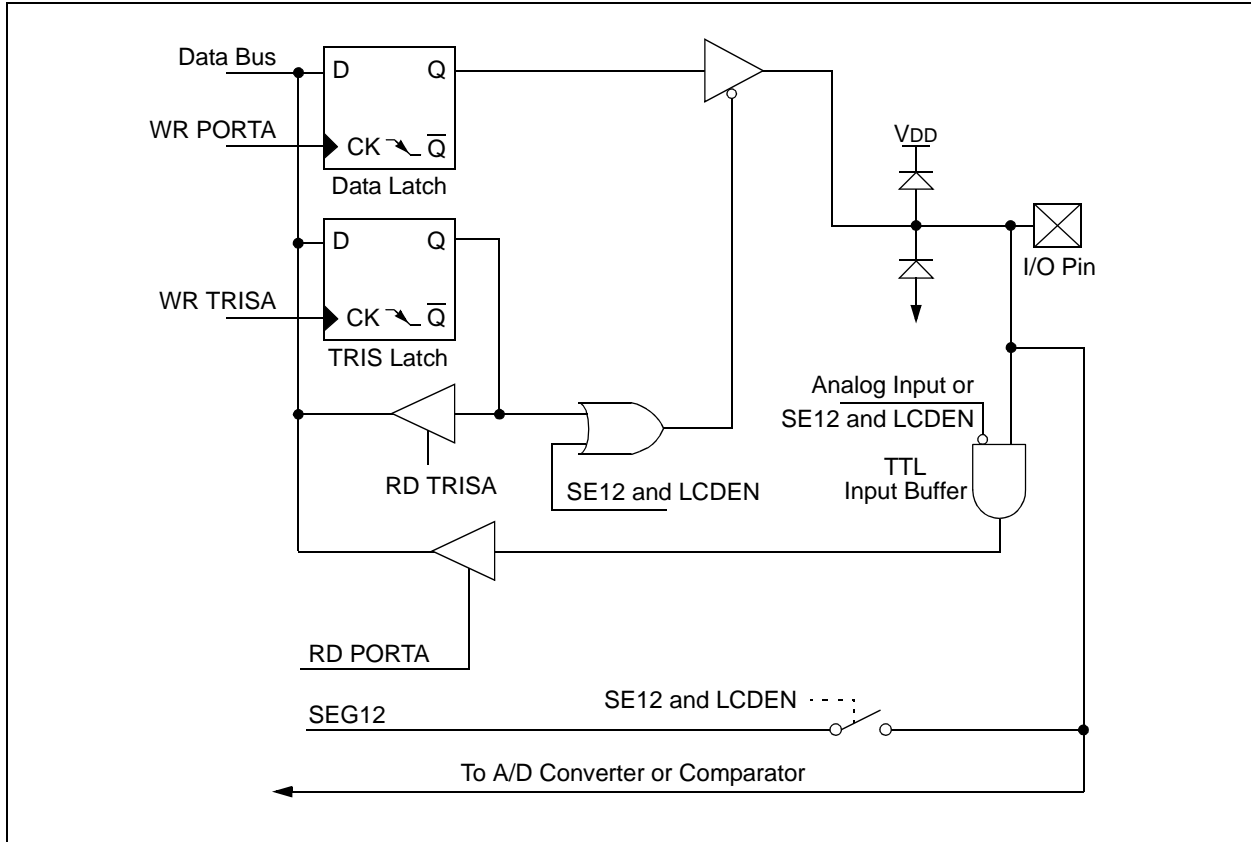 Data Bus
D Q
WR PORTA
CK Q̅
Data Latch
VDD
D Q
I/O Pin
WR TRISA
CK Q̅
TRIS Latch
Analog Input or
SE12 and LCDEN
TTL
Input Buffer
RD TRISA
SE12 and LCDEN
RD PORTA
SE12 and LCDEN
SEG12
To A/D Converter or Comparator